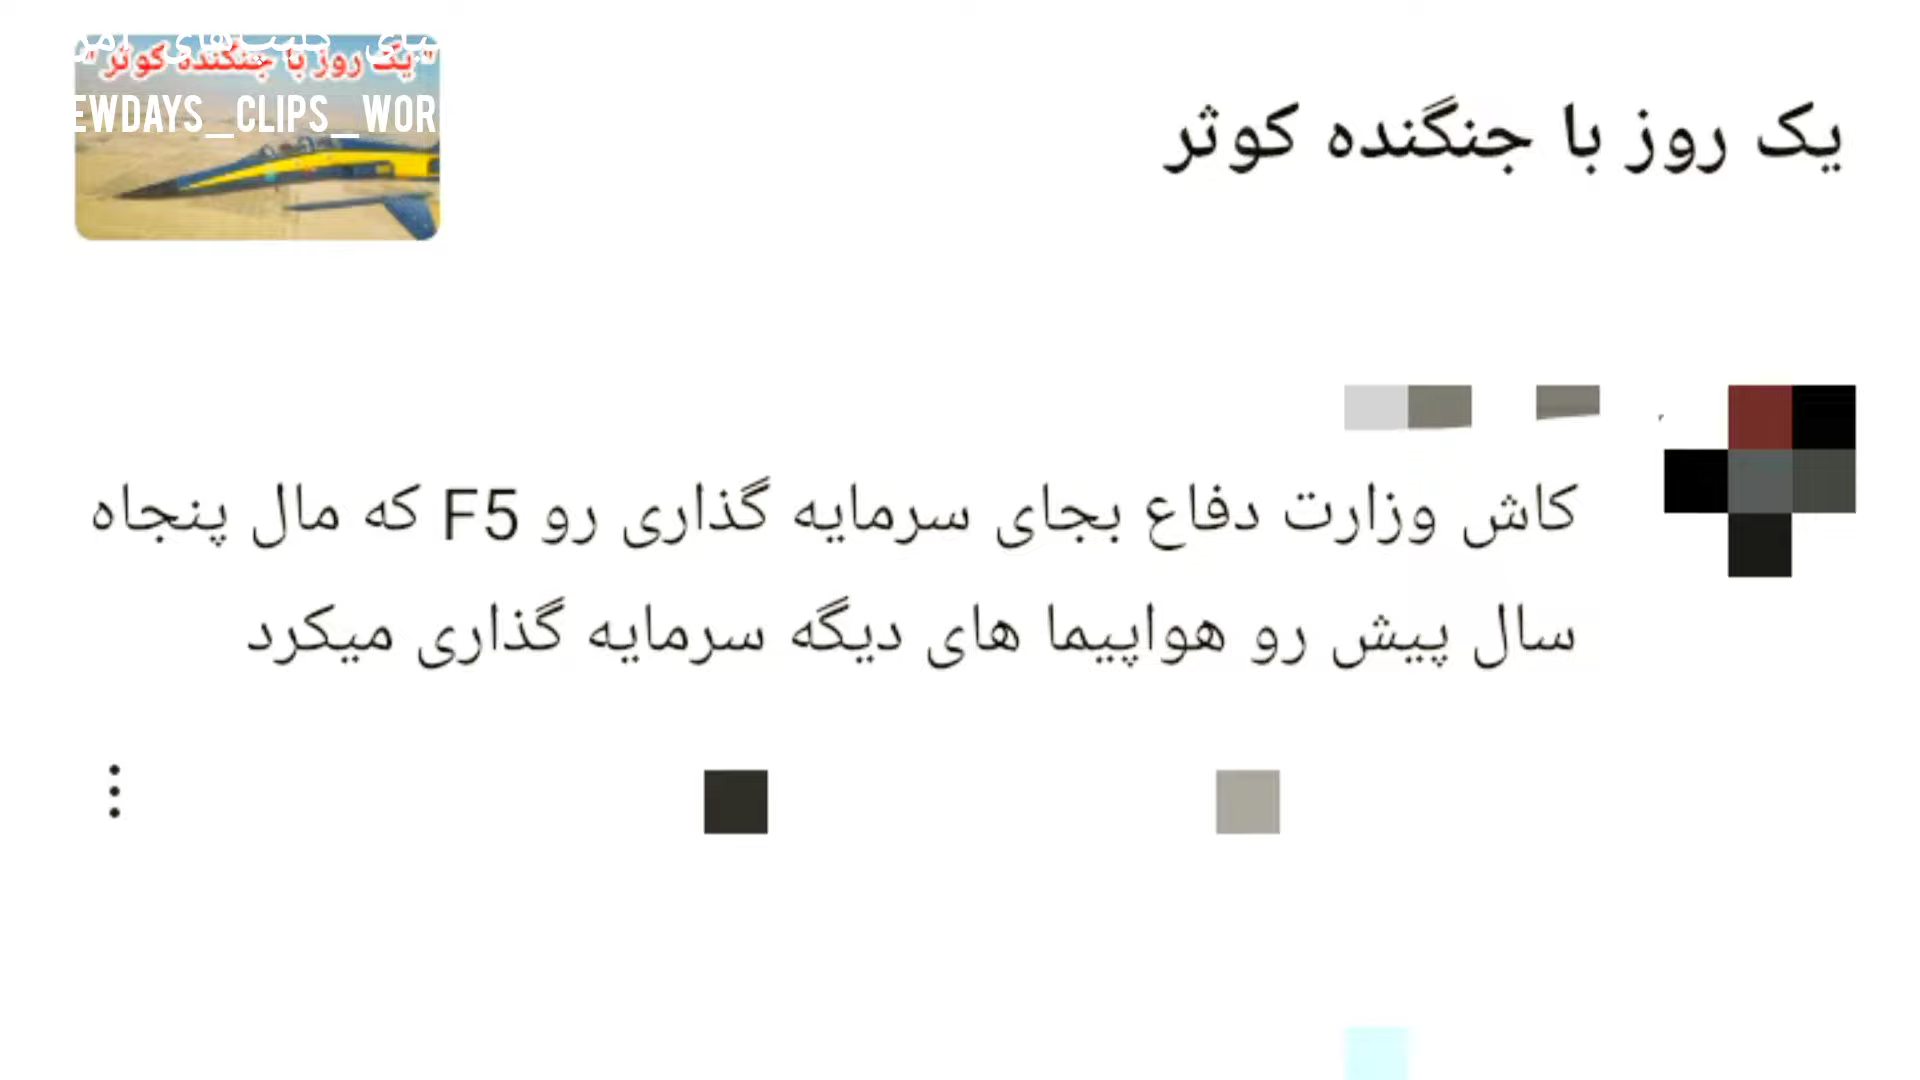 یک روز با جنگنده کوثر
"یک روز با جنگنده کوثر"
EWDAYS_CLIPS_WOR
کاش وزارت دفاع بجای سرمایه گذاری رو F5 که مال پنجاه
سال پیش رو هواپیما های دیگه سرمایه گذاری میکرد